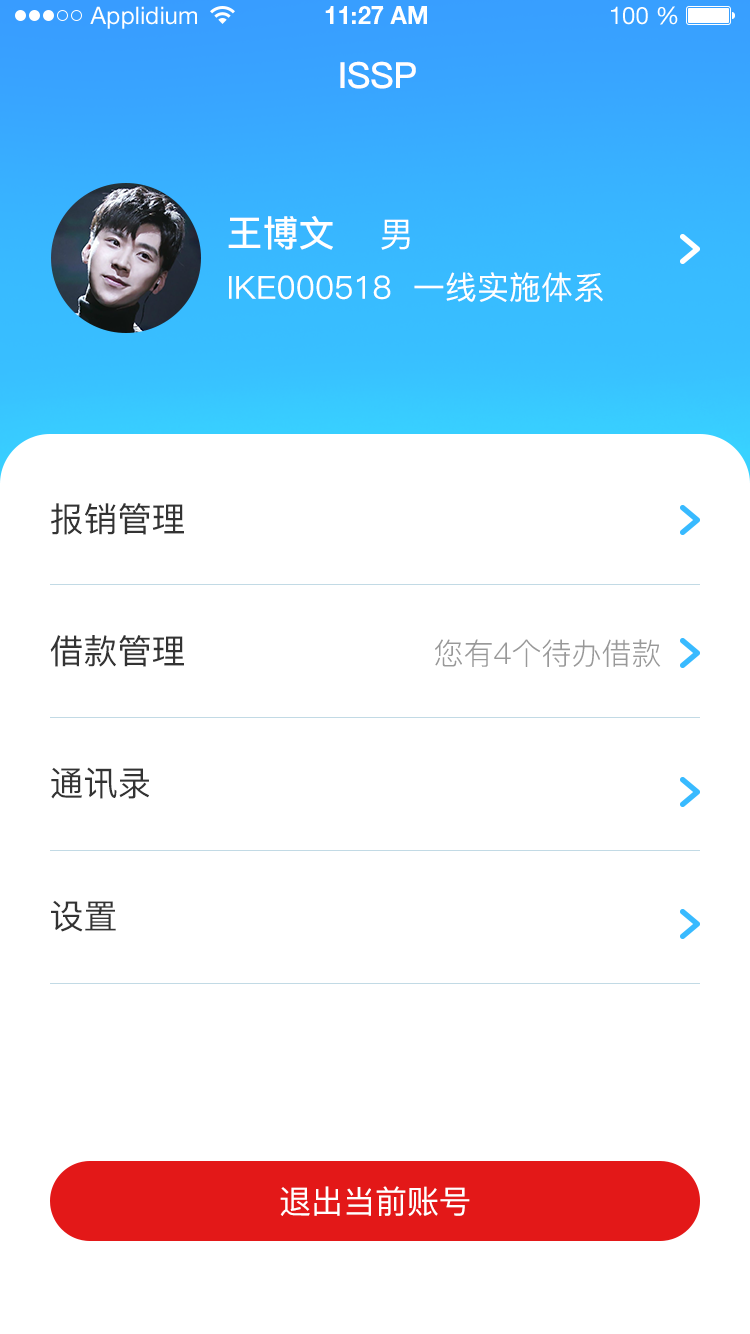 Applidium 11:27 AM 100 %
ISSP
王博文 男
IKE000518 一线实施体系
报销管理
借款管理 您有4个待办借款
通讯录
设置
退出当前账号